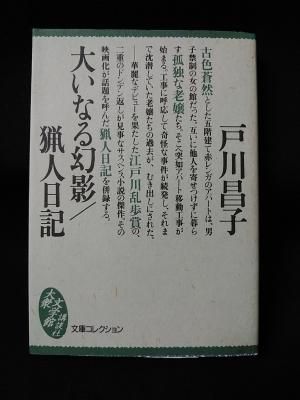 戸川昌子
古色蒼然とした五階建て赤レンガのアパートは、男
子禁制の女の館だった。互いに他人を寄せつけずに暮ら
す孤独な老嬢たち。そこへ突如アパート移動工事が
始まる。工事に呼応して奇怪な事件が続発し、それま
で沈潜していた老嬢たちの過去が、むき出しにされた。
――華麗なデビューを果たした江戸川乱歩賞の、
二重のドンデン返しが見事なサスペンス小説の傑作。その
映画化が話題を呼んだ猟人日記を併録する。
大いなる幻影/
猟人日記
講談社
大衆文学館
文庫コレクション